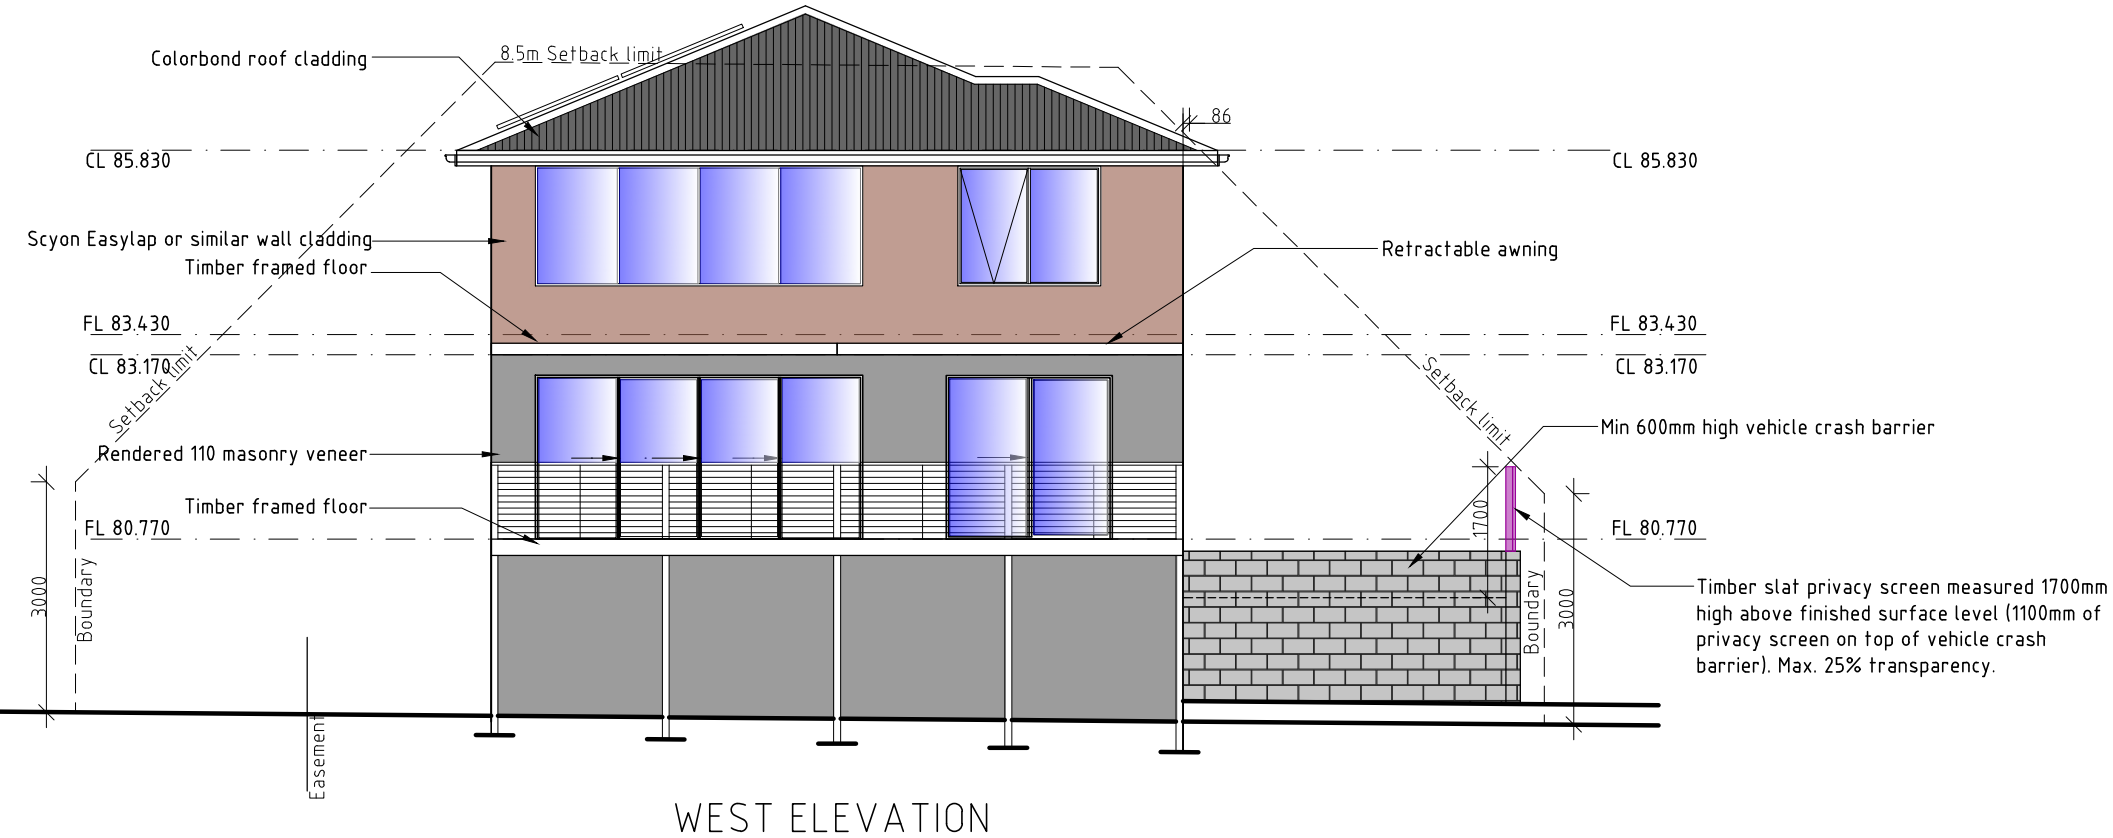 8.5m Setback limit
Colorbond roof cladding
86
CL 85.830
CL 85.830
Scyon Easylap or similar wall cladding
Timber framed floor
Retractable awning
FL 83.430
FL 83.430
CL 83.170
CL 83.170
Setback limit
Setback limit
Min 600mm high vehicle crash barrier
Rendered 110 masonry veneer
Timber framed floor
1700
FL 80.770
FL 80.770
3000
Boundary
Boundary
3000
Timber slat privacy screen measured 1700mm
high above finished surface level (1100mm of
privacy screen on top of vehicle crash
barrier). Max. 25% transparency.
Easement
WEST ELEVATION